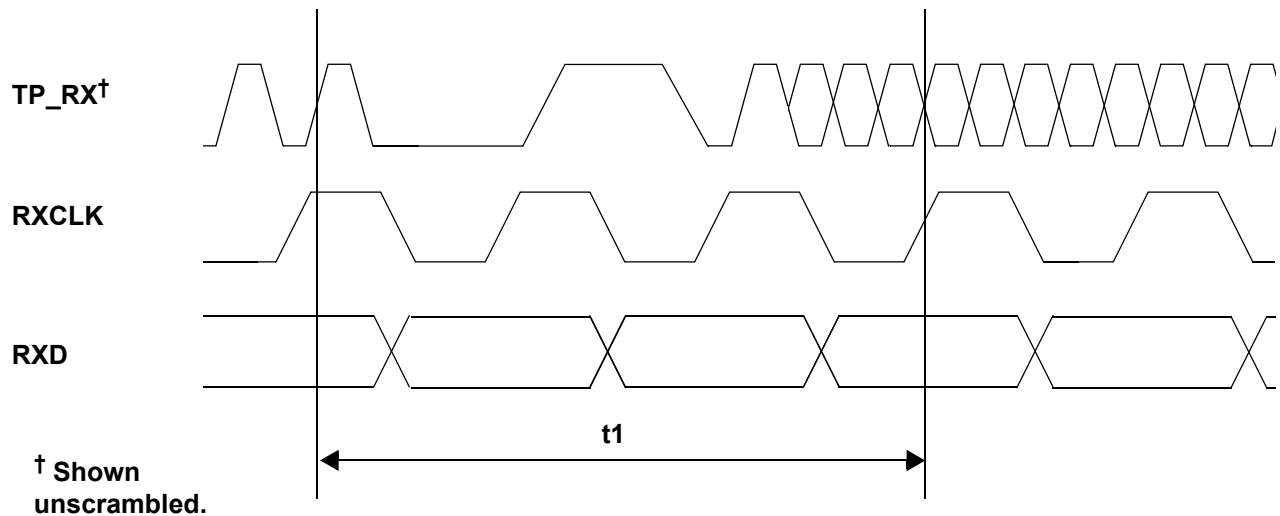 TP_RX†
RXCLK
RXD
t1
† Shown
unscrambled.